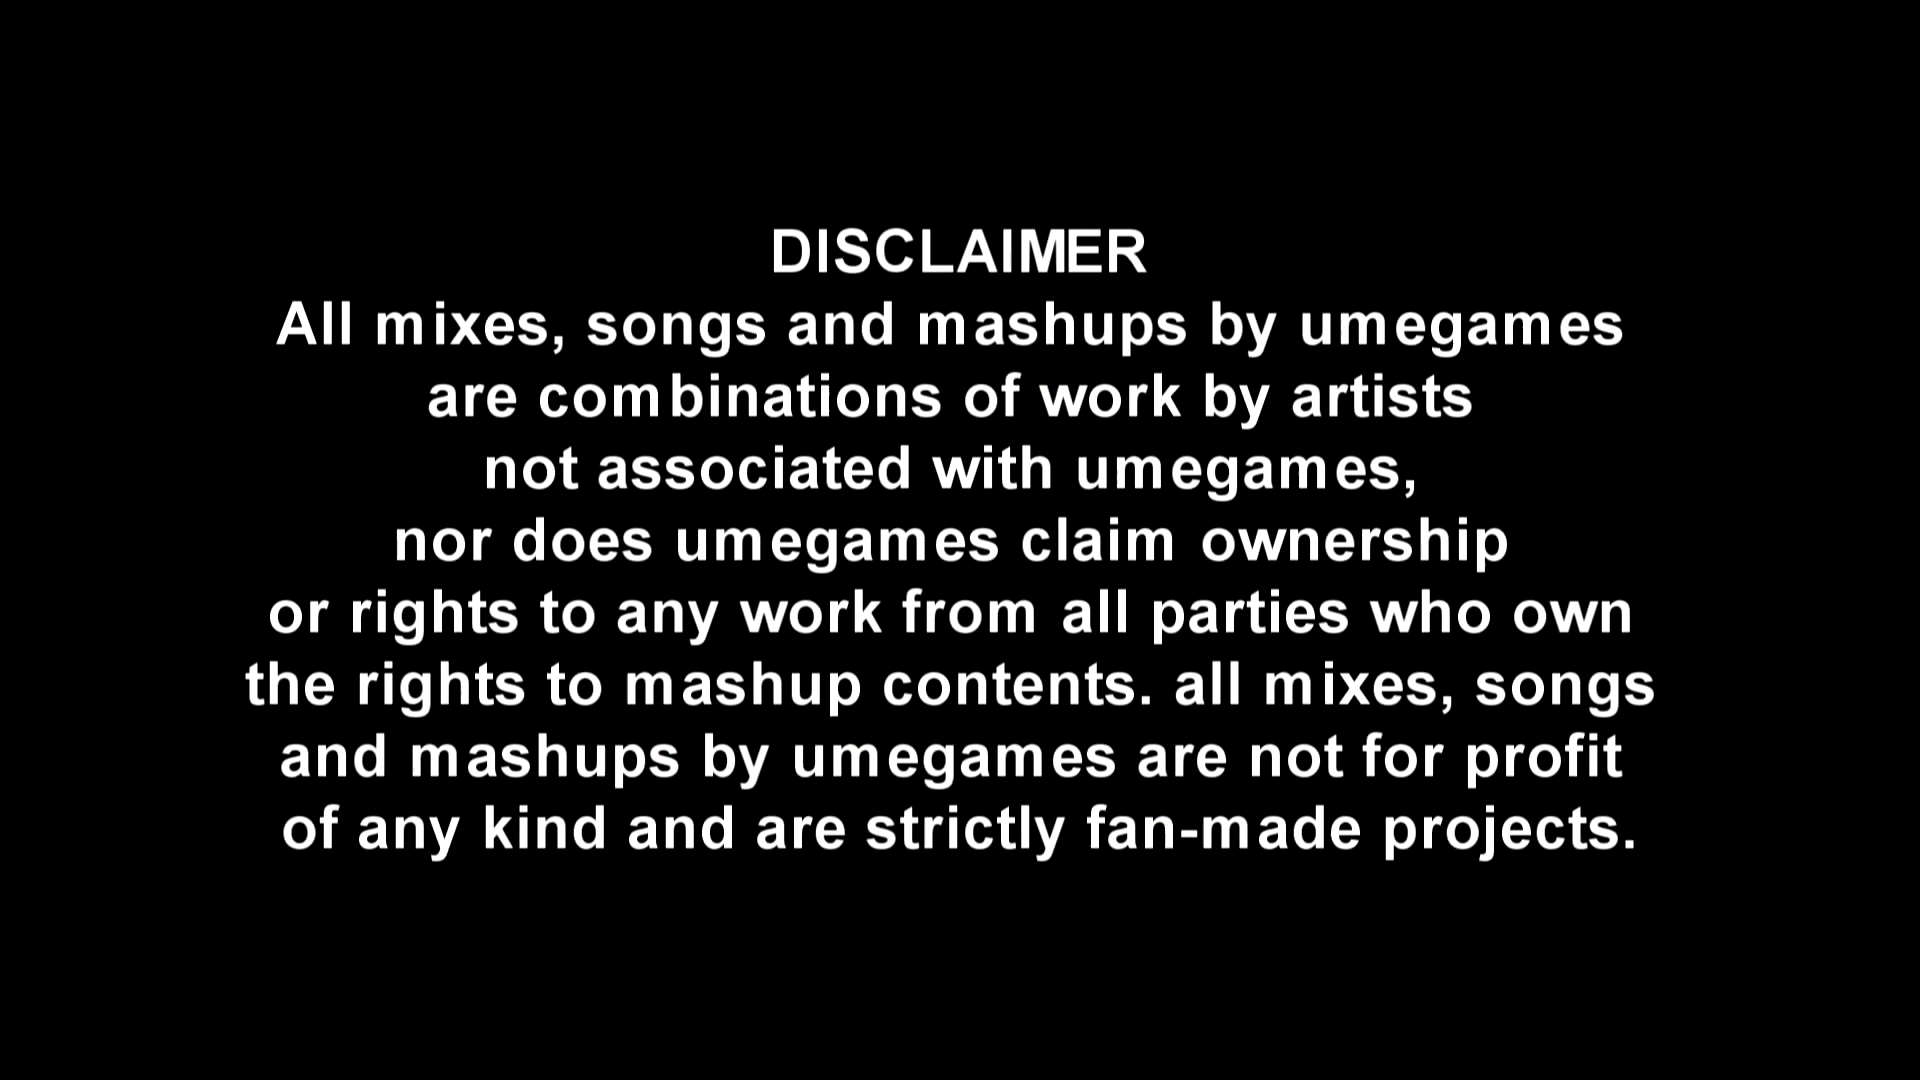 DISCLAIMER
All mixes, songs and mashups by umegames
are combinations of work by artists
not associated with umegames,
nor does umegames claim ownership
or rights to any work from all parties who own
the rights to mashup contents. all mixes, songs
and mashups by umegames are not for profit
of any kind and are strictly fan-made projects.